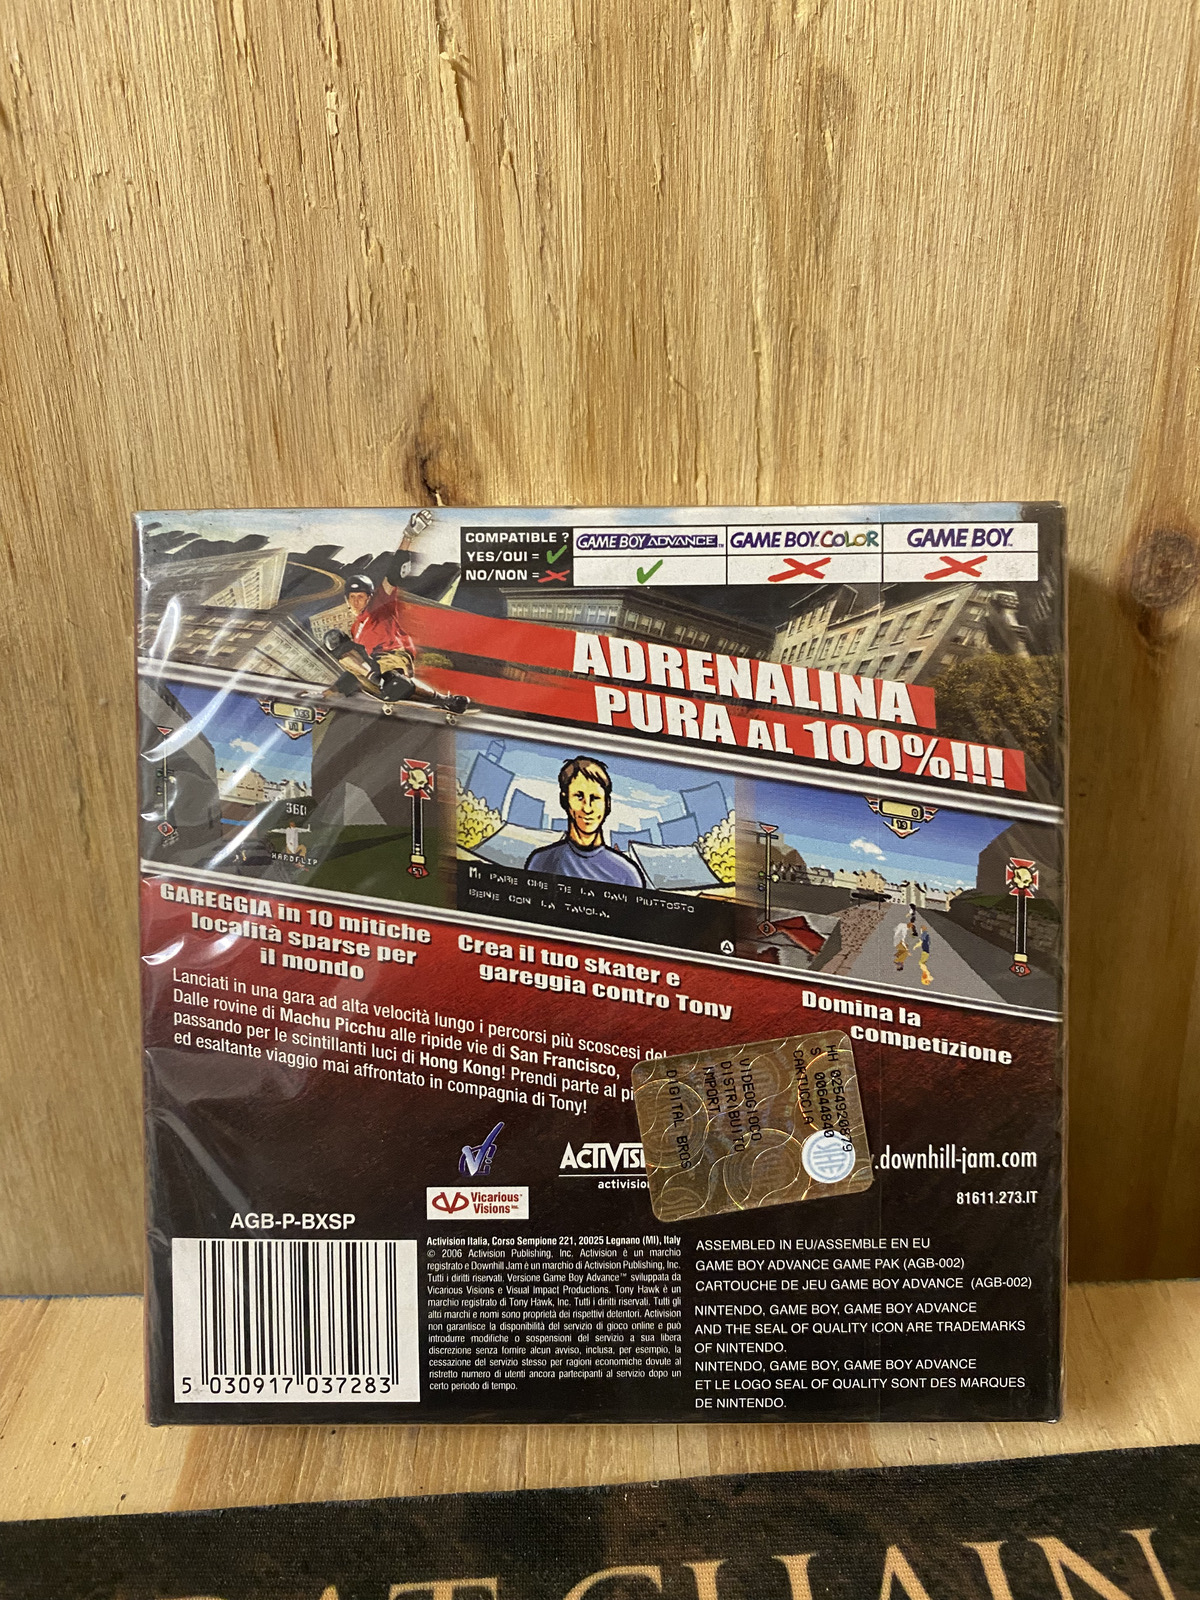 COMPATIBLE ?
YES/OUI =
NO/NON =
GAME BOY ADVANCE™
GAME BOY COLOR
GAME BOY™
ADRENALINA
PURA AL 100%!!!
360
HARDFLIP
MI PARE CHE TE LA CAVI PIUTTOSTO
BENE CON LA TAVOLA.
A
GAREGGIA in 10 mitiche
località sparse per
il mondo
Crea il tuo skater e
gareggia contro Tony
Domina la
competizione
Lanciati in una gara ad alta velocità lungo i percorsi più scoscesi del
Dalle rovine di Machu Picchu alle ripide vie di San Francisco,
passando per le scintillanti luci di Hong Kong! Prendi parte al pi
ed esaltante viaggio mai affrontato in compagnia di Tony!
HH 0254920879
S 00644840
CARTUCCIA
VIDEOGIOCO
DISTRIBUITO
IMPORT
DIGITAL BROS
SIAE
ACTIVISI
activisio
.downhill-jam.com
81611.273.IT
Vicarious
Visions Inc.
AGB-P-BXSP
5 030917 037283
Activision Italia, Corso Sempione 221, 20025 Legnano (MI), Italy
© 2006 Activision Publishing, Inc. Activision è un marchio
registrato e Downhill Jam è un marchio di Activision Publishing, Inc.
Tutti i diritti riservati. Versione Game Boy Advance™ sviluppata da
Vicarious Visions e Visual Impact Productions. Tony Hawk è un
marchio registrato di Tony Hawk, Inc. Tutti i diritti riservati. Tutti gli
altri marchi e nomi sono proprietà dei rispettivi detentori. Activision
non garantisce la disponibilità del servizio di gioco online e può
introdurre modifiche o sospensioni del servizio a sua libera
discrezione senza fornire alcun avviso, inclusa, per esempio, la
cessazione del servizio stesso per ragioni economiche dovute al
ristretto numero di utenti ancora partecipanti al servizio dopo un
certo periodo di tempo.
ASSEMBLED IN EU/ASSEMBLE EN EU
GAME BOY ADVANCE GAME PAK (AGB-002)
CARTOUCHE DE JEU GAME BOY ADVANCE (AGB-002)
NINTENDO, GAME BOY, GAME BOY ADVANCE
AND THE SEAL OF QUALITY ICON ARE TRADEMARKS
OF NINTENDO.
NINTENDO, GAME BOY, GAME BOY ADVANCE
ET LE LOGO SEAL OF QUALITY SONT DES MARQUES
DE NINTENDO.
AT CHAIN